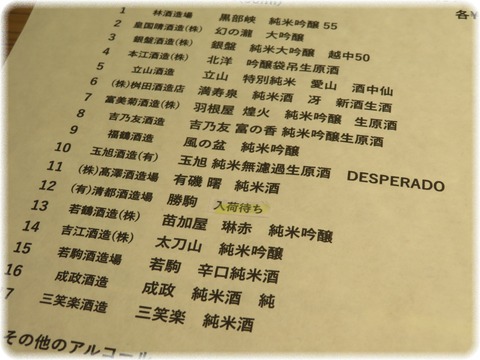 各
1 林酒造場 黒部峡 純米吟醸 55
2 皇国晴酒造(株) 幻の瀧 大吟醸
3 銀盤酒造(株) 銀盤 純米大吟醸 越中50
4 本江酒造(株) 北洋 吟醸袋吊生原酒
5 立山酒造 立山 特別純米 愛山 酒中仙
6 (株)桝田酒造店 満寿泉 純米酒 冴 新酒生酒
7 富美菊酒造(株) 羽根屋 煌火 純米吟醸 生原酒
8 吉乃友酒造 吉乃友 富の香 純米吟醸生原酒
9 福鶴酒造 風の盆 純米吟醸
10 玉旭酒造(有) 玉旭 純米無濾過生原酒 DESPERADO
11 (株)高澤酒造場 有磯 曙 純米酒
12 (有)清都酒造場 勝駒 入荷待ち
13 若鶴酒造(株) 苗加屋 琳赤 純米吟醸
14 吉江酒造(株) 太刀山 純米吟醸
15 若駒酒造場 若駒 辛口純米酒
16 成政酒造 成政 純米酒 純
7 三笑楽酒造 三笑楽 純米酒
その他のアルコール